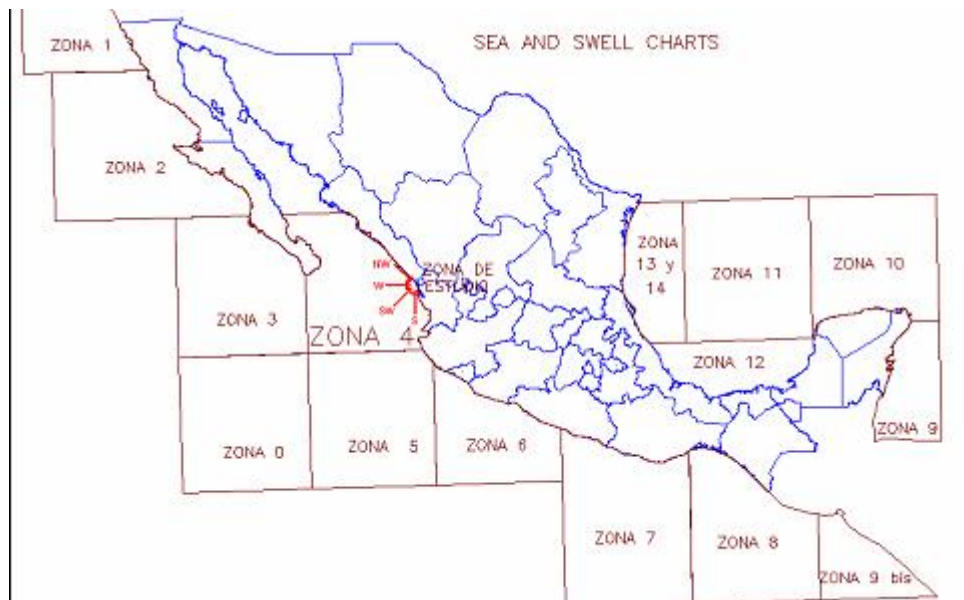 SEA AND SWELL CHARTS
ZONA 1
ZONA 2
ZONA
13 y
14
ZONA 11
ZONA 10
NW
W
SW
S
ZONA DE
ESTUDIO
ZONA 3
ZONA 4
ZONA 12
ZONA 9
ZONA 0
ZONA 5
ZONA 6
ZONA 7
ZONA 8
ZONA 9 bis